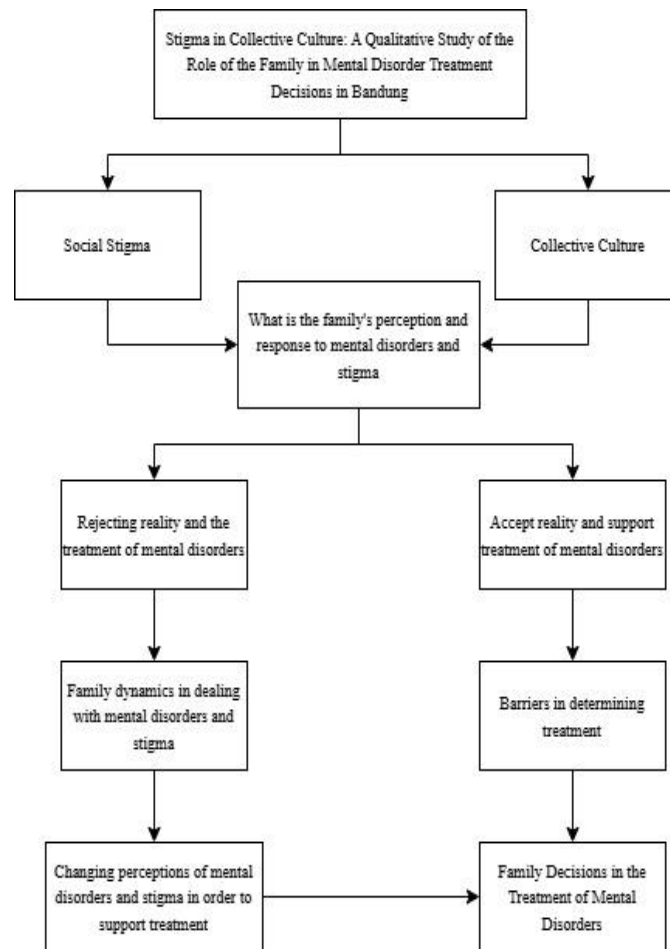 Stigma in Collective Culture: A Qualitative Study of the
Role of the Family in Mental Disorder Treatment
Decisions in Bandung
Social Stigma
Collective Culture
What is the family's perception and
response to mental disorders and
stigma
Rejecting reality and the
treatment of mental disorders
Accept reality and support
treatment of mental disorders
Family dynamics in dealing
with mental disorders and
stigma
Barriers in determining
treatment
Changing perceptions of mental
disorders and stigma in order to
support treatment
Family Decisions in the
Treatment of Mental
Disorders